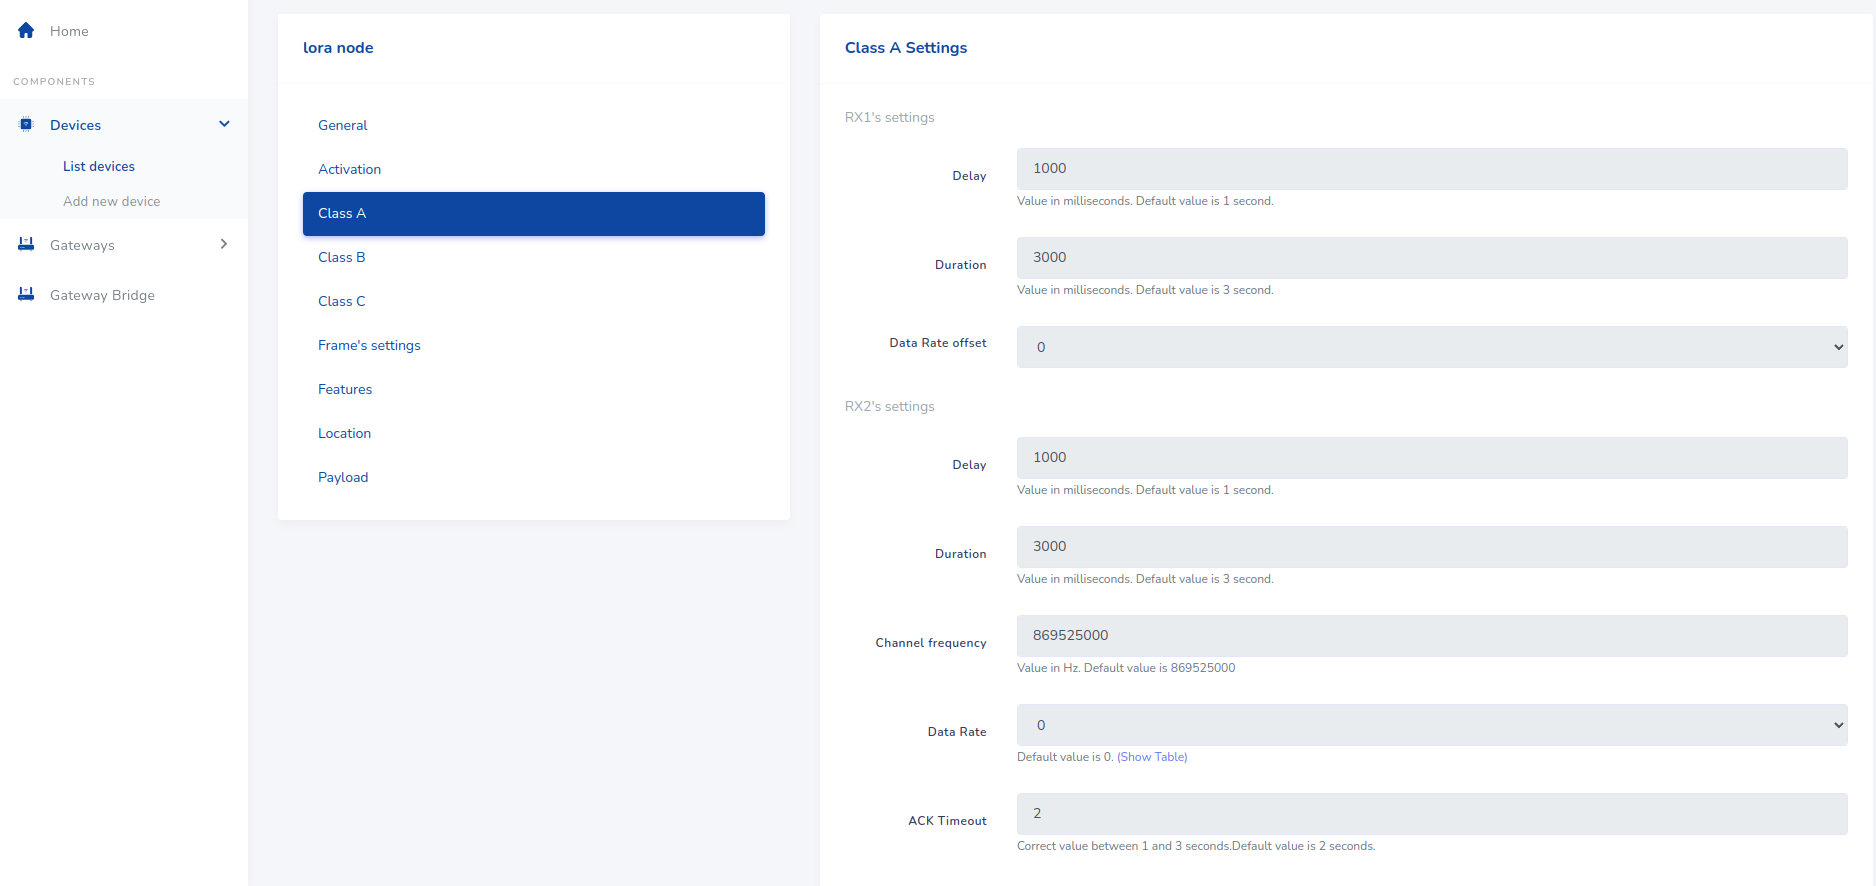 Home
COMPONENTS
Devices
List devices
Add new device
Gateways
Gateway Bridge
lora node
General
Activation
Class A
Class B
Class C
Frame's settings
Features
Location
Payload
Class A Settings
RX1's settings
Delay
1000
Value in milliseconds. Default value is 1 second.
Duration
3000
Value in milliseconds. Default value is 3 second.
Data Rate offset
0
RX2's settings
Delay
1000
Value in milliseconds. Default value is 1 second.
Duration
3000
Value in milliseconds. Default value is 3 second.
Channel frequency
869525000
Value in Hz. Default value is 869525000
Data Rate
0
Default value is 0. (Show Table)
ACK Timeout
2
Correct value between 1 and 3 seconds.Default value is 2 seconds.